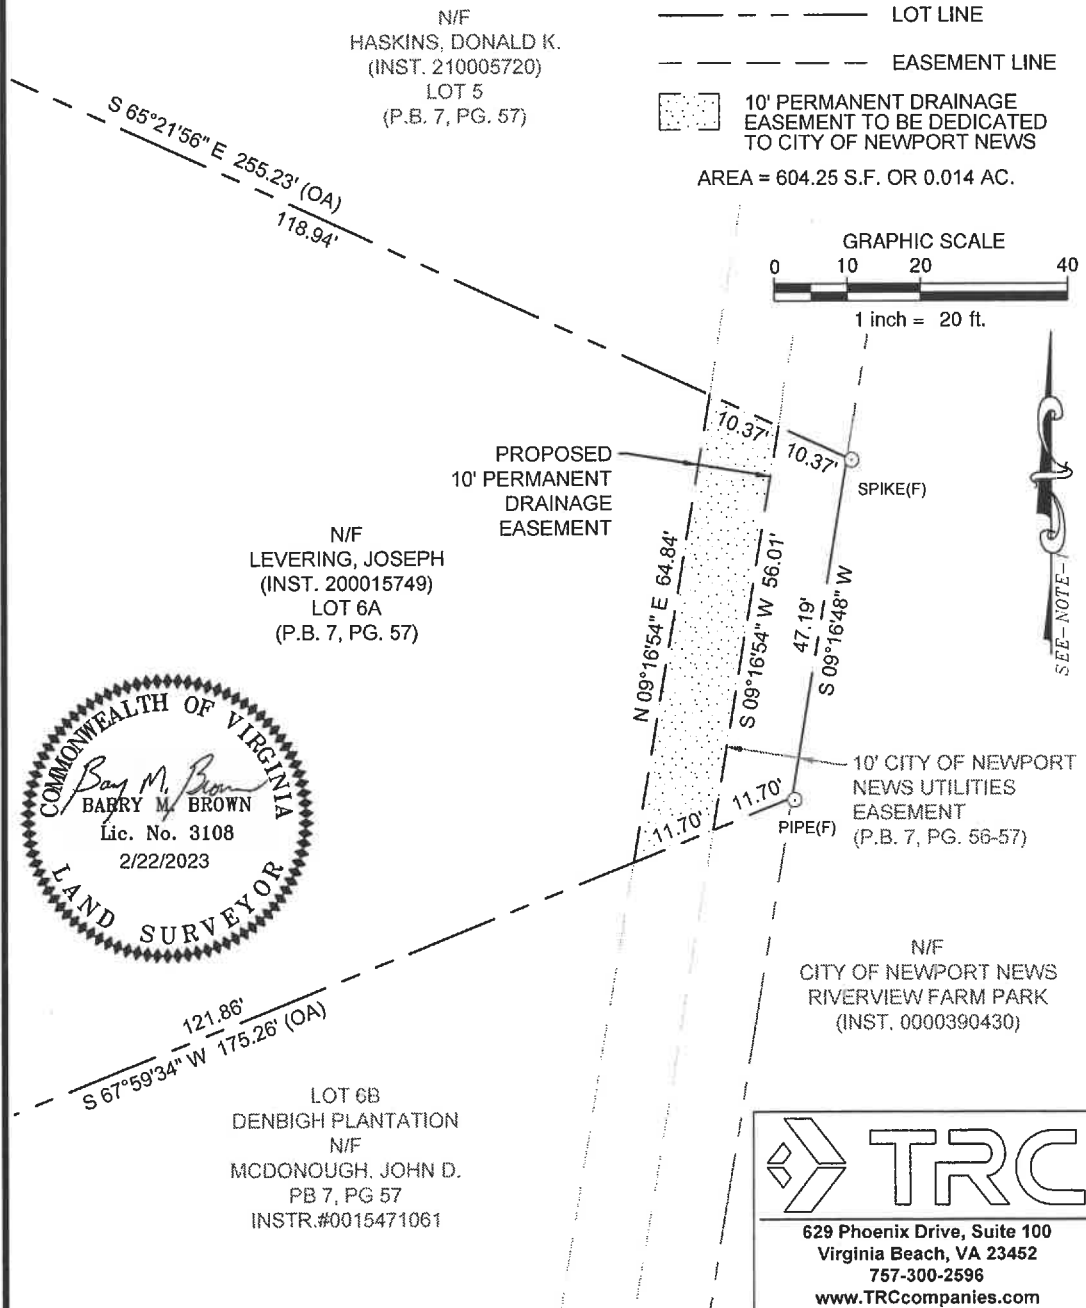 N/F
HASKINS, DONALD K.
(INST. 210005720)
LOT 5
(P.B. 7, PG. 57)
LOT LINE
EASEMENT LINE
10' PERMANENT DRAINAGE
EASEMENT TO BE DEDICATED
TO CITY OF NEWPORT NEWS
AREA = 604.25 S.F. OR 0.014 AC.
GRAPHIC SCALE
0 10 20 40
1 inch = 20 ft.
S 65°21'56" E 255.23' (OA)
118.94'
10.37'
10.37'
SPIKE(F)
PROPOSED
10' PERMANENT
DRAINAGE
EASEMENT
N/F
LEVERING, JOSEPH
(INST. 200015749)
LOT 6A
(P.B. 7, PG. 57)
N 09°16'54" E 64.84'
S 09°16'54" W 56.01'
47.19'
S 09°16'48" W
SEE-NOTE-1
COMMONWEALTH OF VIRGINIA
Barry M. Brown
BARRY M. BROWN
Lic. No. 3108
2/22/2023
LAND SURVEYOR
10' CITY OF NEWPORT
NEWS UTILITIES
EASEMENT
(P.B. 7, PG. 56-57)
11.70'
11.70'
PIPE(F)
N/F
CITY OF NEWPORT NEWS
RIVERVIEW FARM PARK
(INST. 0000390430)
121.86'
S 67°59'34" W 175.26' (OA)
LOT 6B
DENBIGH PLANTATION
N/F
MCDONOUGH, JOHN D.
PB 7, PG 57
INSTR.#0015471061
TRC
629 Phoenix Drive, Suite 100
Virginia Beach, VA 23452
757-300-2596
www.TRCcompanies.com